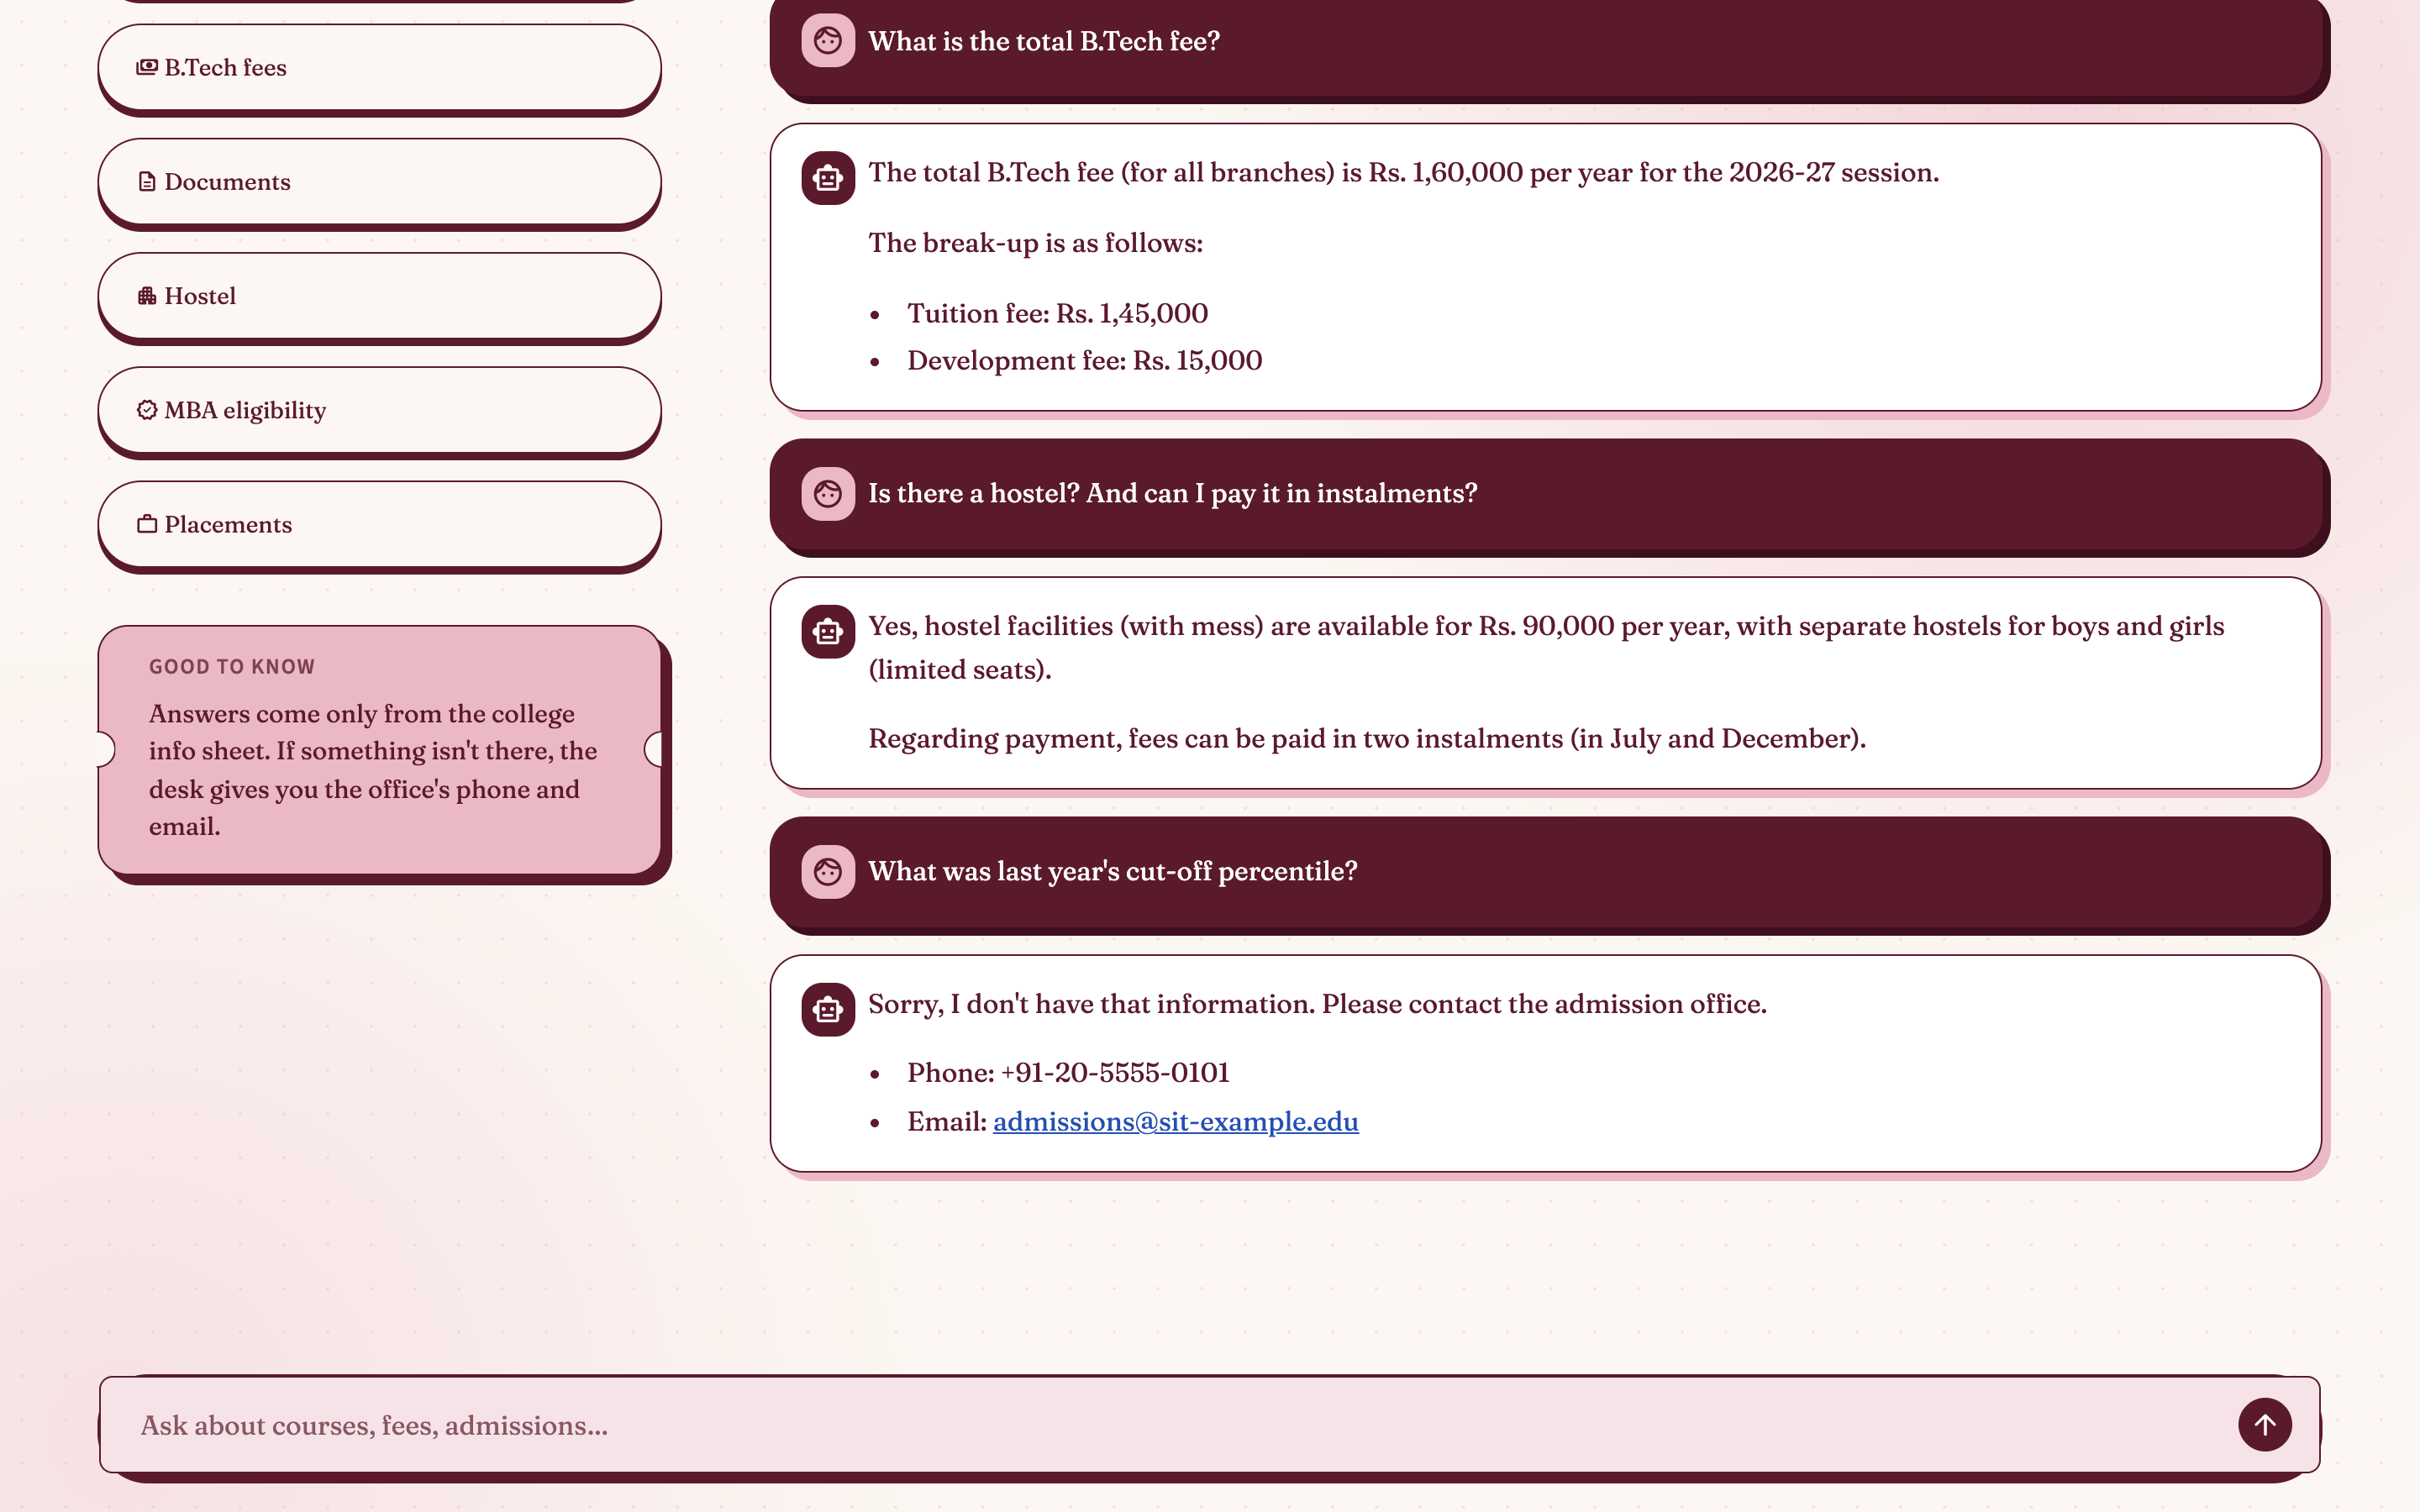 B.Tech fees
Documents
Hostel
MBA eligibility
Placements
GOOD TO KNOW
Answers come only from the college
info sheet. If something isn't there, the
desk gives you the office's phone and
email.
What is the total B.Tech fee?
The total B.Tech fee (for all branches) is Rs. 1,60,000 per year for the 2026-27 session.
The break-up is as follows:
• Tuition fee: Rs. 1,45,000
• Development fee: Rs. 15,000
Is there a hostel? And can I pay it in instalments?
Yes, hostel facilities (with mess) are available for Rs. 90,000 per year, with separate hostels for boys and girls
(limited seats).
Regarding payment, fees can be paid in two instalments (in July and December).
What was last year's cut-off percentile?
Sorry, I don't have that information. Please contact the admission office.
• Phone: +91-20-5555-0101
• Email: admissions@sit-example.edu
Ask about courses, fees, admissions...